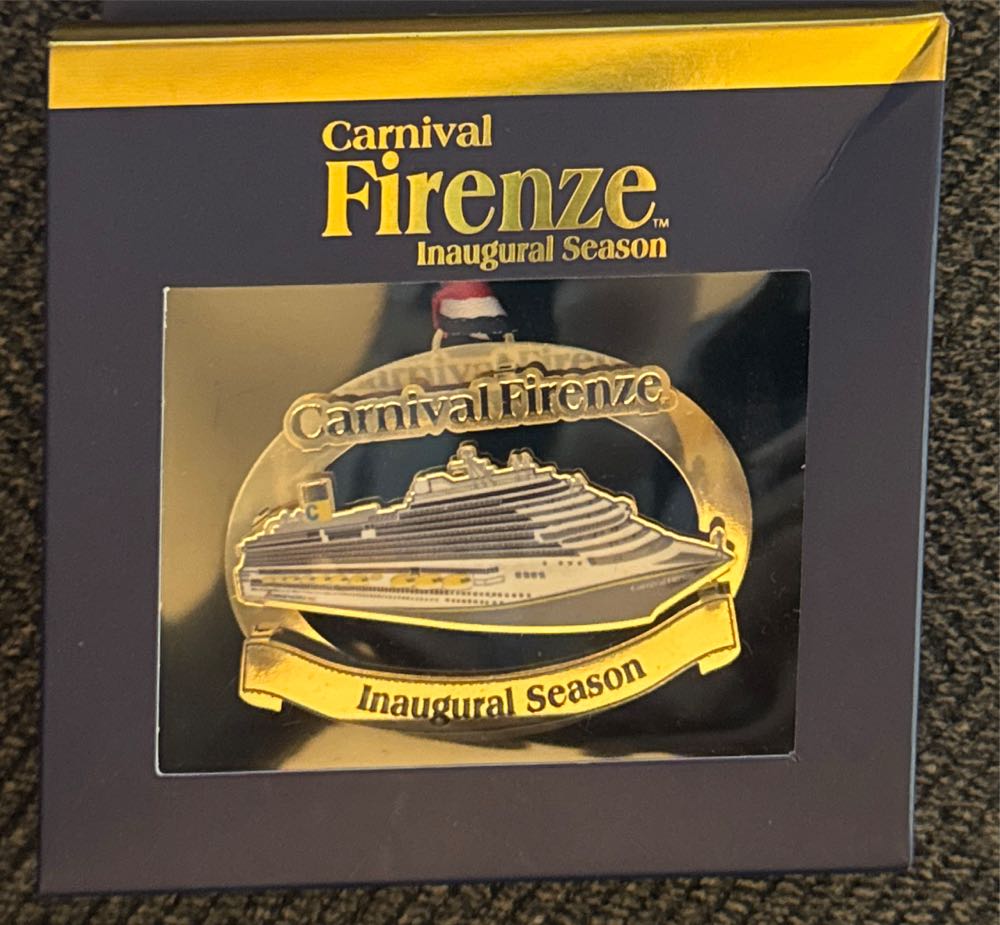 Carnival
Firenze™
Inaugural Season
Carnival Firenze
C
Inaugural Season